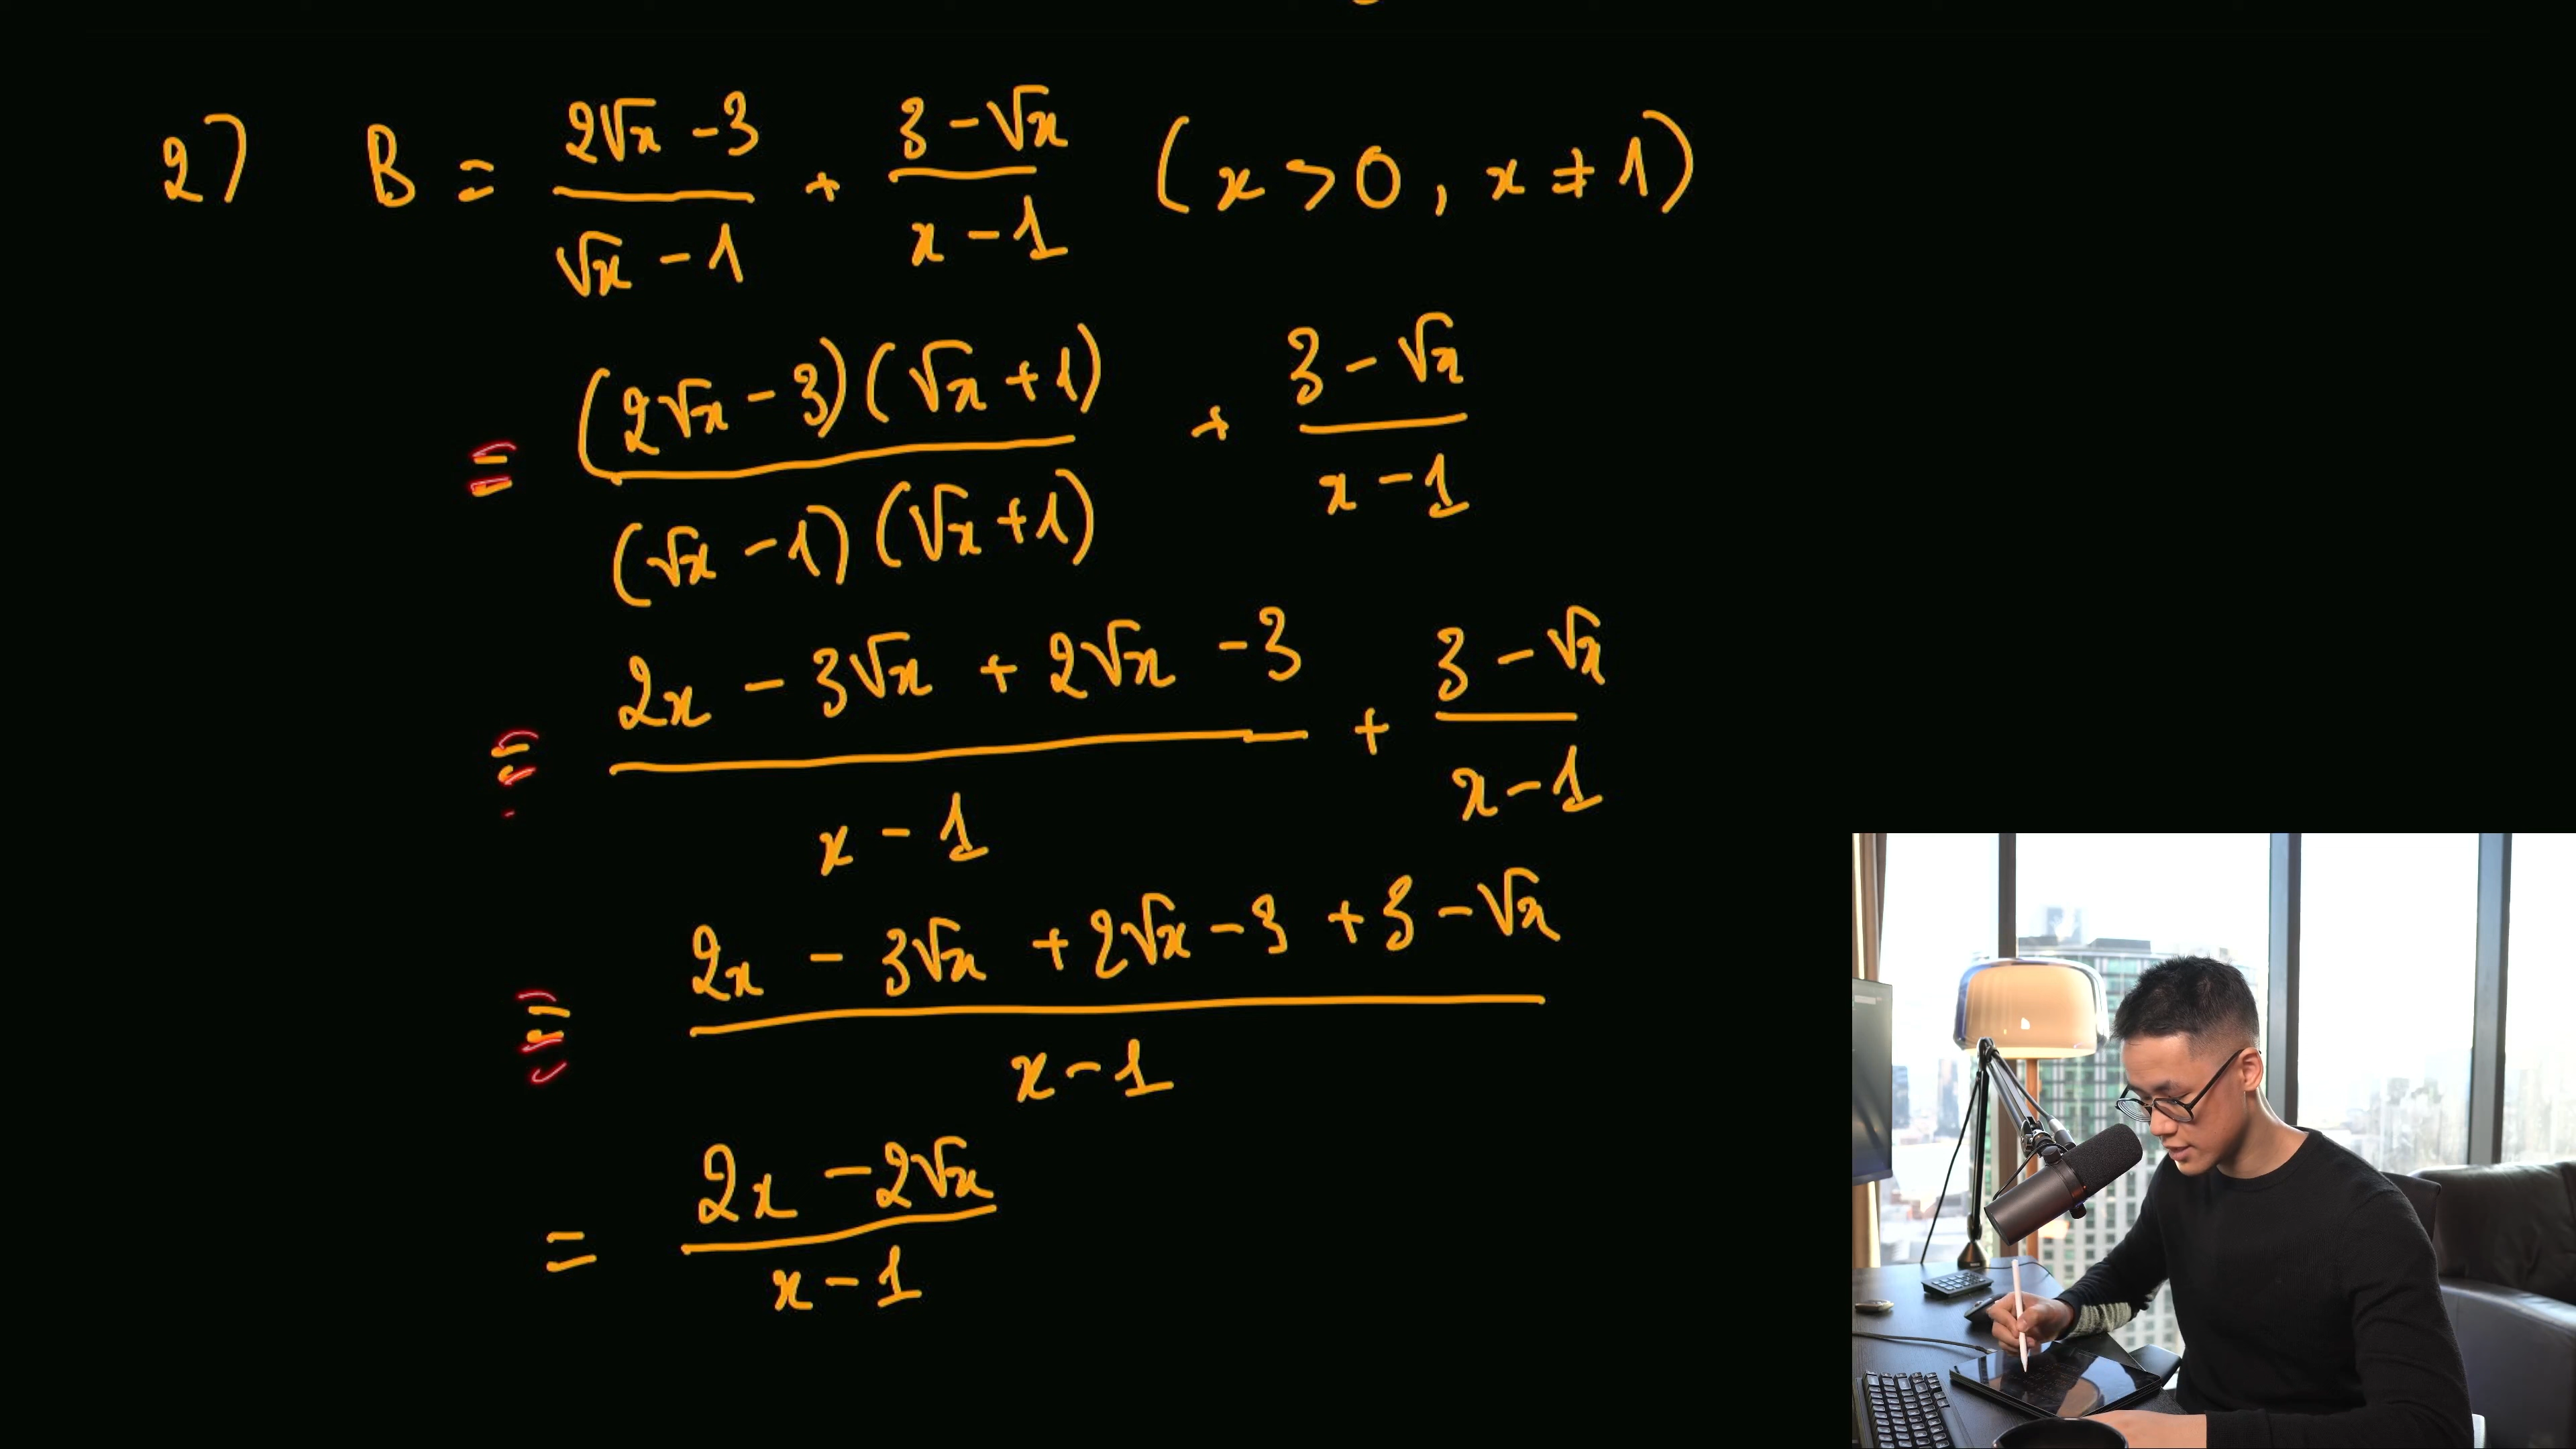 2) B = (2√x - 3)/(√x - 1) + (3 - √x)/(x - 1) (x > 0, x ≠ 1)
= ((2√x - 3)(√x + 1))/((√x - 1)(√x + 1)) + (3 - √x)/(x - 1)
= (2x - 3√x + 2√x - 3)/(x - 1) + (3 - √x)/(x - 1)
= (2x - 3√x + 2√x - 3 + 3 - √x)/(x - 1)
= (2x - 2√x)/(x - 1)